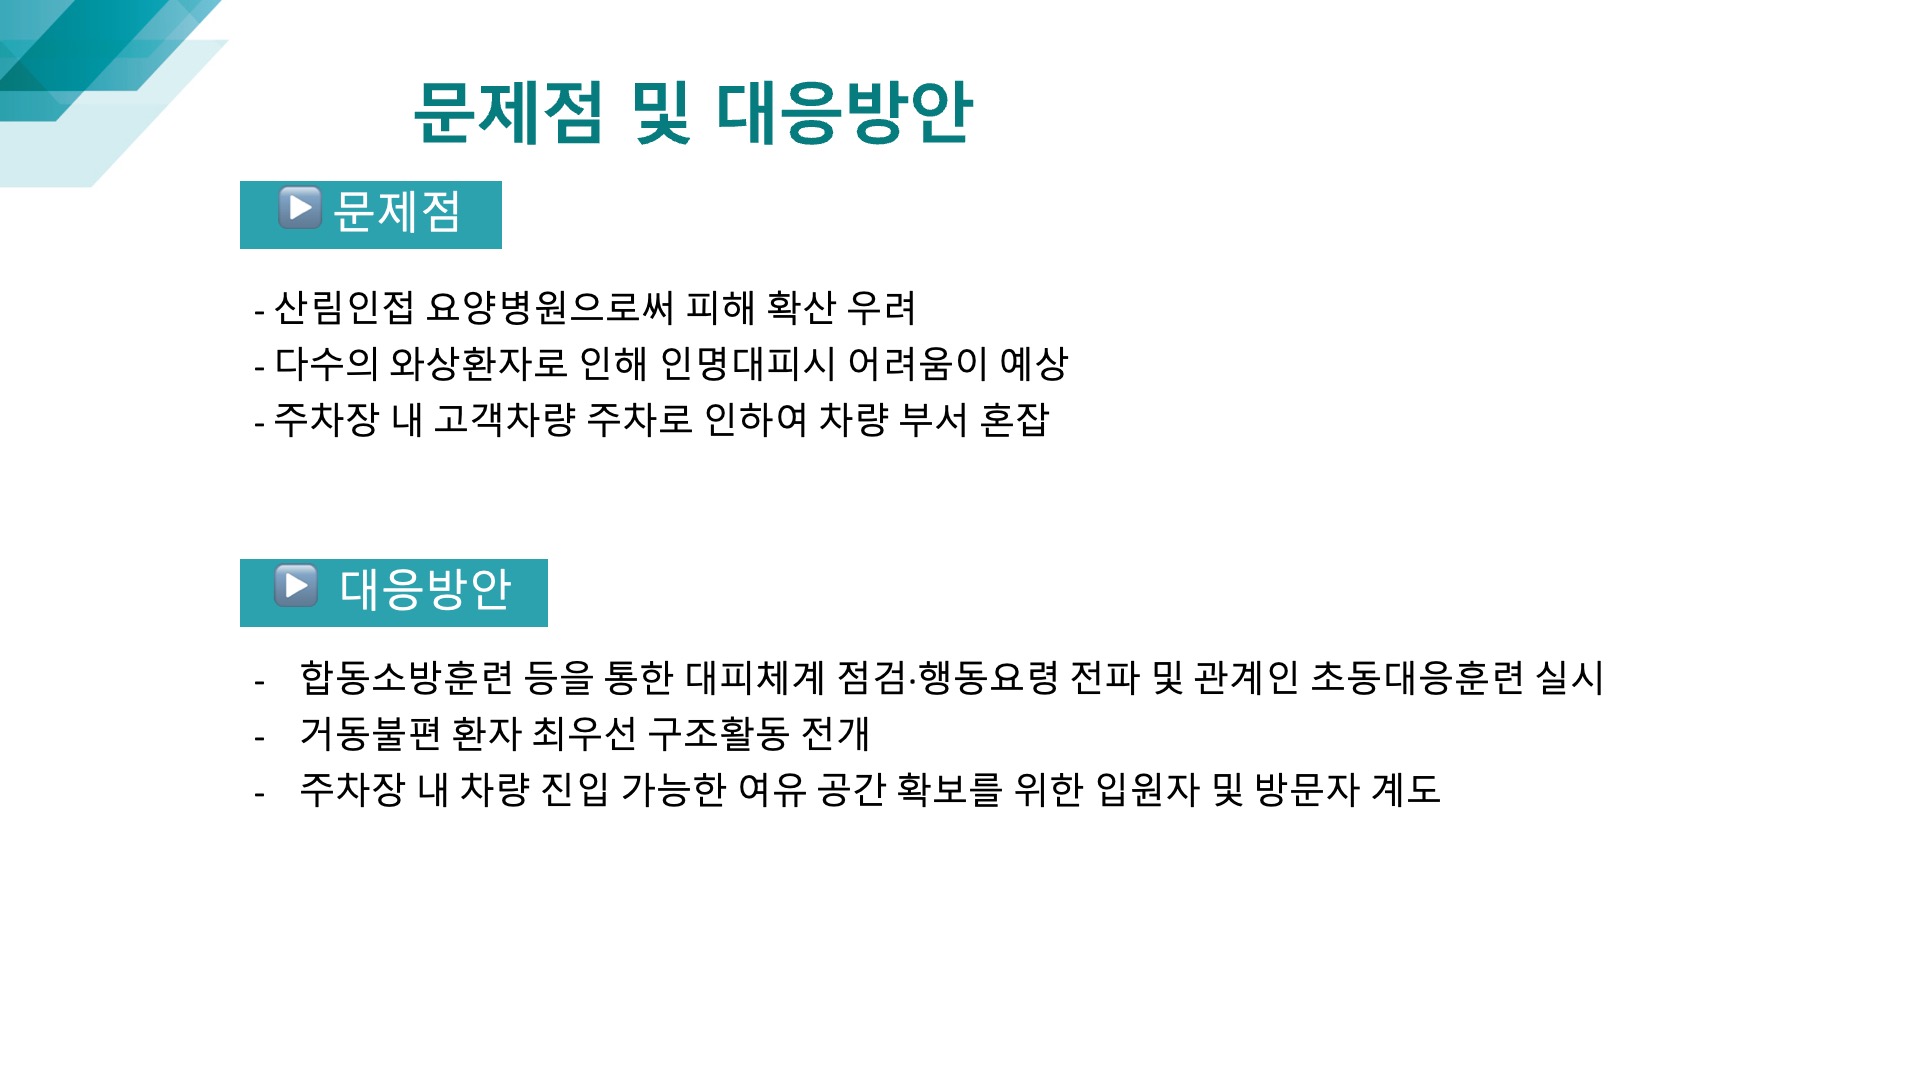 문제점 및 대응방안
▶️ 문제점
- 산림인접 요양병원으로써 피해 확산 우려
- 다수의 와상환자로 인해 인명대피시 어려움이 예상
- 주차장 내 고객차량 주차로 인하여 차량 부서 혼잡
▶️ 대응방안
- 합동소방훈련 등을 통한 대피체계 점검·행동요령 전파 및 관계인 초동대응훈련 실시
- 거동불편 환자 최우선 구조활동 전개
- 주차장 내 차량 진입 가능한 여유 공간 확보를 위한 입원자 및 방문자 계도